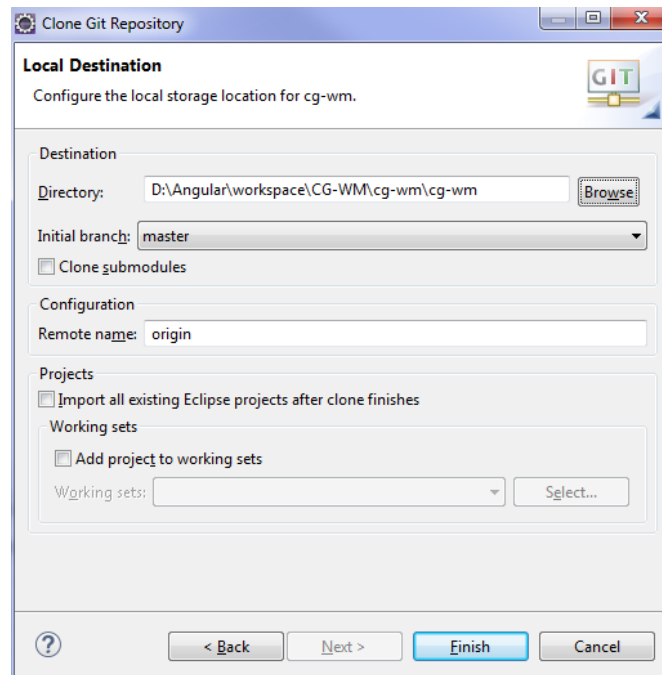 Clone Git Repository
Local Destination
GIT
Configure the local storage location for cg-wm.
Destination
Directory: D:\Angular\workspace\CG-WM\cg-wm\cg-wm Browse
Initial branch: master
Clone submodules
Configuration
Remote name: origin
Projects
Import all existing Eclipse projects after clone finishes
Working sets
Add project to working sets
Working sets: Select...
? < Back Next > Finish Cancel